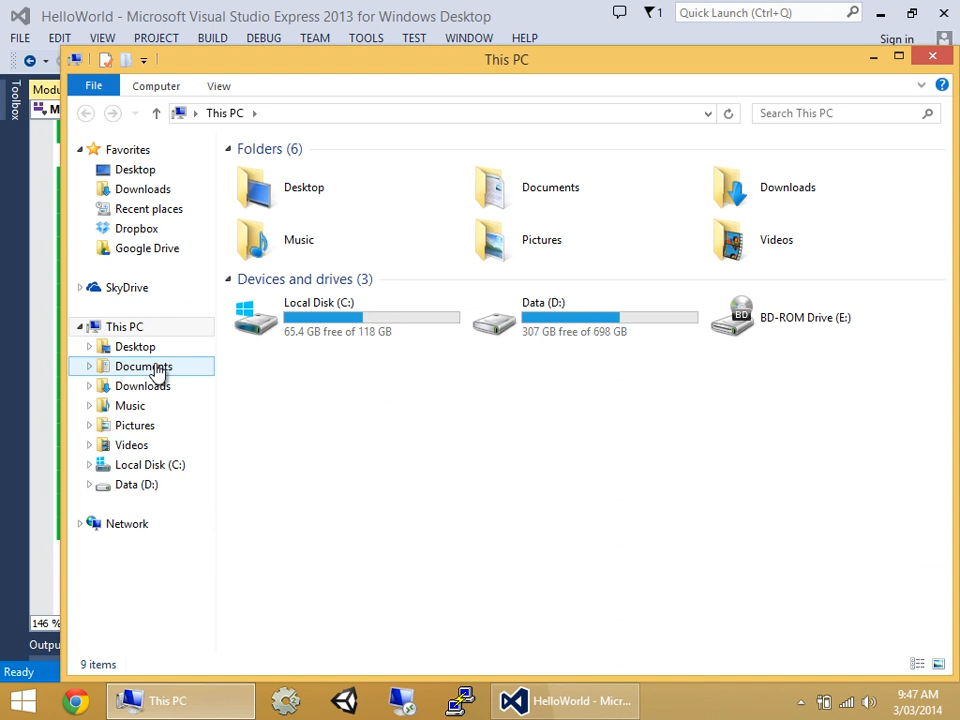 HelloWorld - Microsoft Visual Studio Express 2013 for Windows Desktop
1
Quick Launch (Ctrl+Q)
FILE EDIT VIEW PROJECT BUILD DEBUG TEAM TOOLS TEST WINDOW HELP
Sign in
This PC
Toolbox
Modu
M
File Computer View
This PC
Search This PC
Favorites
Desktop
Downloads
Recent places
Dropbox
Google Drive
SkyDrive
This PC
Desktop
Documents
Downloads
Music
Pictures
Videos
Local Disk (C:)
Data (D:)
Network
Folders (6)
Desktop
Documents
Downloads
Music
Pictures
Videos
Devices and drives (3)
Local Disk (C:)
65.4 GB free of 118 GB
Data (D:)
307 GB free of 698 GB
BD
BD-ROM Drive (E:)
146 %
Outpu
9 items
Ready
This PC
HelloWorld - Micr...
9:47 AM
3/03/2014